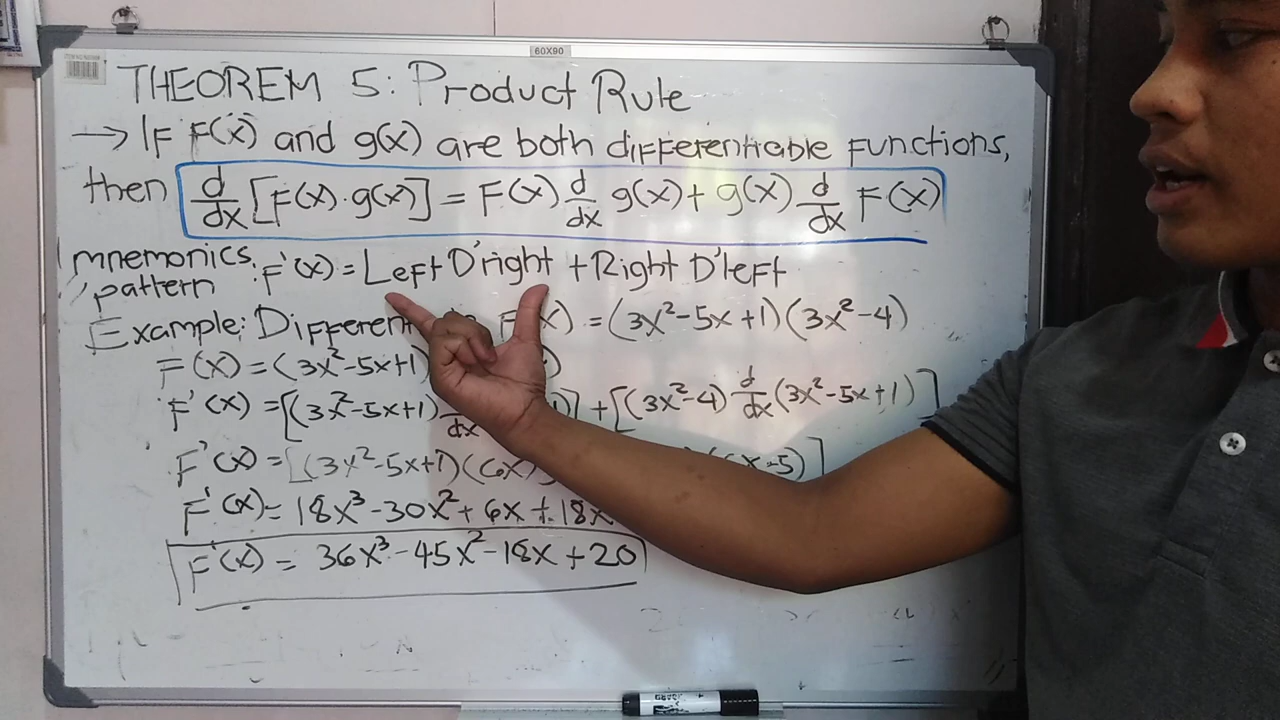 60X90
THEOREM 5: Product Rule
→ If F(x) and g(x) are both differentiable functions,
then d/dx [F(x)·g(x)] = F(x) d/dx g(x) + g(x) d/dx F(x)
mnemonics
pattern : F'(x) = Left D'right + Right D'left
Example: Different F(x) = (3x²-5x+1)(3x²-4)
F(x) = (3x²-5x+1)
F'(x) = [(3x²-5x+1) d/dx ] + [(3x²-4) d/dx (3x²-5x+1)]
F'(x) = [(3x²-5x+1)(6x) (6x-5)]
F'(x) = 18x³-30x²+6x+18x
F'(x) = 36x³-45x²-18x+20